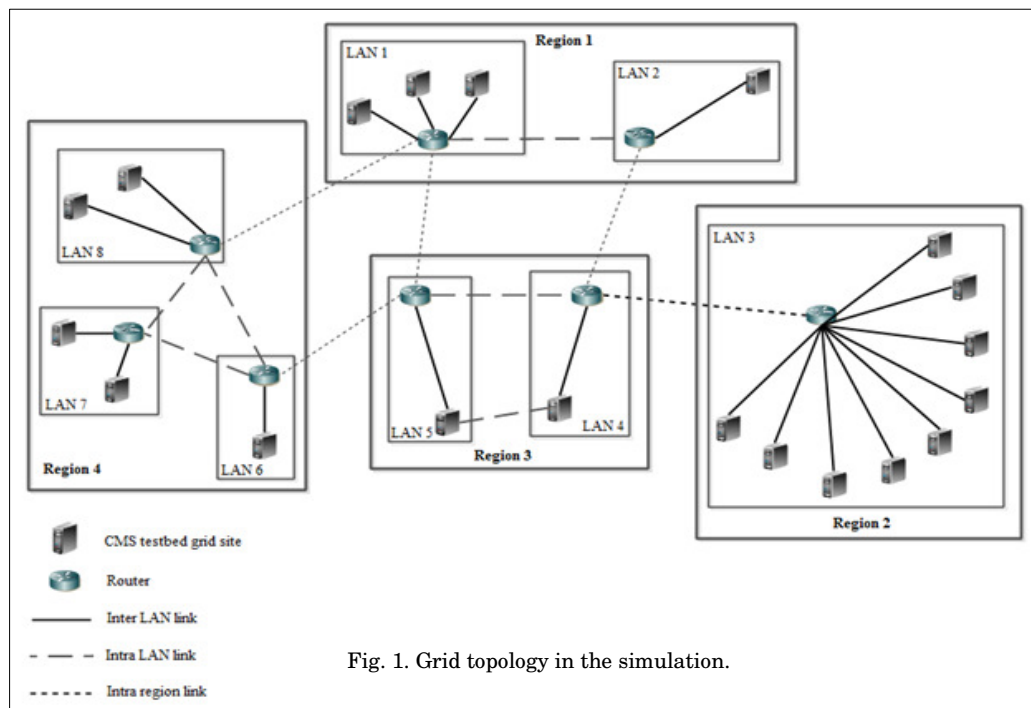 Region 1
LAN 1
LAN 2
LAN 8
LAN 7
LAN 6
Region 4
LAN 5
LAN 4
Region 3
LAN 3
Region 2
CMS testbed grid site
Router
Inter LAN link
Intra LAN link
Intra region link
Fig. 1. Grid topology in the simulation.